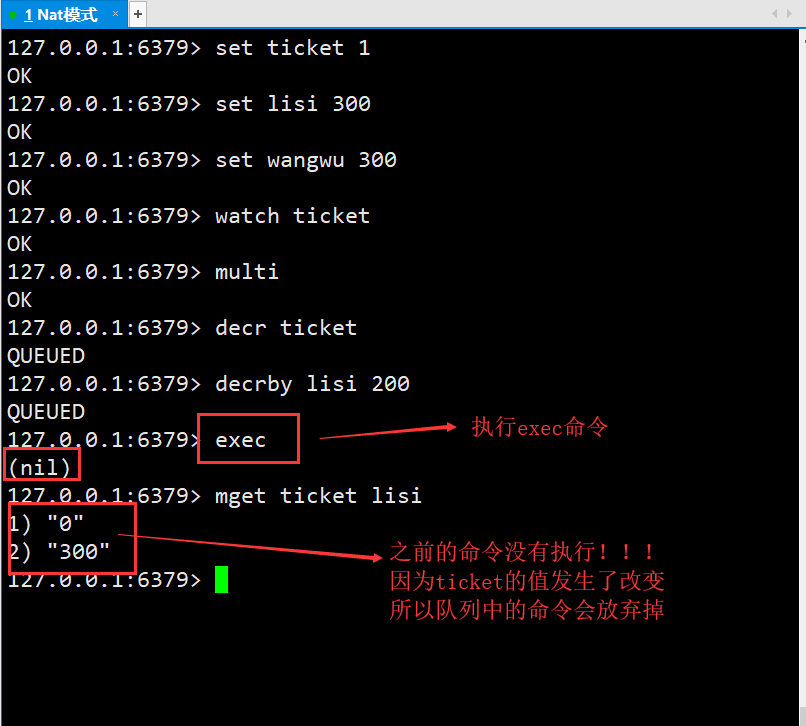 1 Nat模式 × +
127.0.0.1:6379> set ticket 1
OK
127.0.0.1:6379> set lisi 300
OK
127.0.0.1:6379> set wangwu 300
OK
127.0.0.1:6379> watch ticket
OK
127.0.0.1:6379> multi
OK
127.0.0.1:6379> decr ticket
QUEUED
127.0.0.1:6379> decrby lisi 200
QUEUED
127.0.0.1:6379> exec
执行exec命令
(nil)
127.0.0.1:6379> mget ticket lisi
1) "0"
2) "300"
之前的命令没有执行！！！
因为ticket的值发生了改变
所以队列中的命令会放弃掉
127.0.0.1:6379>